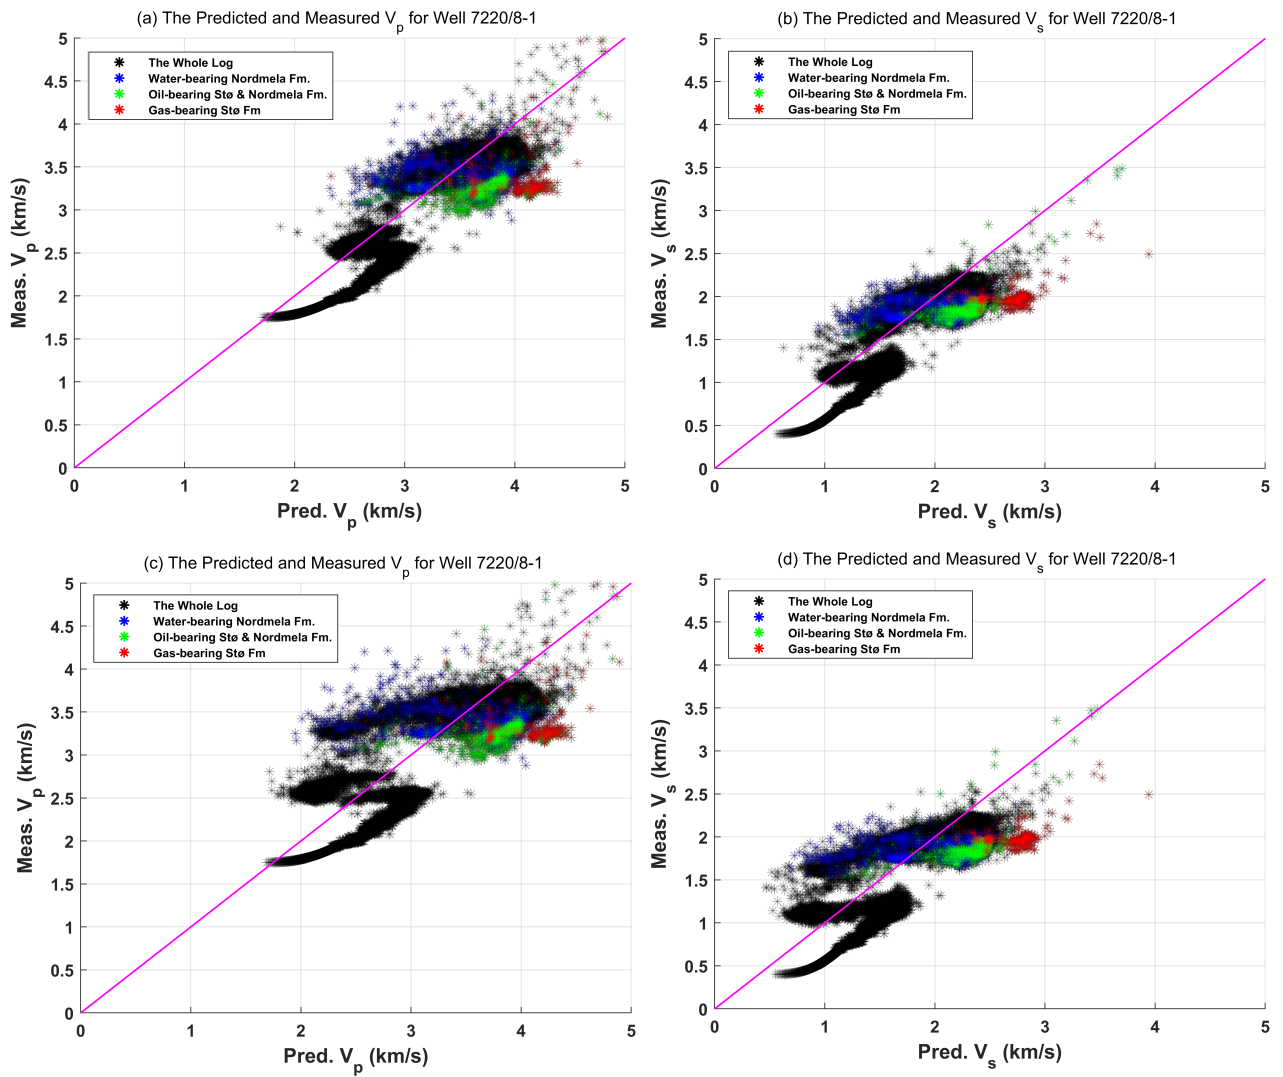 (a) The Predicted and Measured Vp for Well 7220/8-1
5
4.5
4
3.5
3
2.5
2
1.5
1
0.5
0
Meas. Vp (km/s)
The Whole Log
Water-bearing Nordmela Fm.
Oil-bearing Stø & Nordmela Fm.
Gas-bearing Stø Fm
0 1 2 3 4 5
Pred. Vp (km/s)
(b) The Predicted and Measured Vs for Well 7220/8-1
5
4.5
4
3.5
3
2.5
2
1.5
1
0.5
0
Meas. Vs (km/s)
The Whole Log
Water-bearing Nordmela Fm.
Oil-bearing Stø & Nordmela Fm.
Gas-bearing Stø Fm
0 1 2 3 4 5
Pred. Vs (km/s)
(c) The Predicted and Measured Vp for Well 7220/8-1
5
4.5
4
3.5
3
2.5
2
1.5
1
0.5
0
Meas. Vp (km/s)
The Whole Log
Water-bearing Nordmela Fm.
Oil-bearing Stø & Nordmela Fm.
Gas-bearing Stø Fm
0 1 2 3 4 5
Pred. Vp (km/s)
(d) The Predicted and Measured Vs for Well 7220/8-1
5
4.5
4
3.5
3
2.5
2
1.5
1
0.5
0
Meas. Vs (km/s)
The Whole Log
Water-bearing Nordmela Fm.
Oil-bearing Stø & Nordmela Fm.
Gas-bearing Stø Fm
0 1 2 3 4 5
Pred. Vs (km/s)